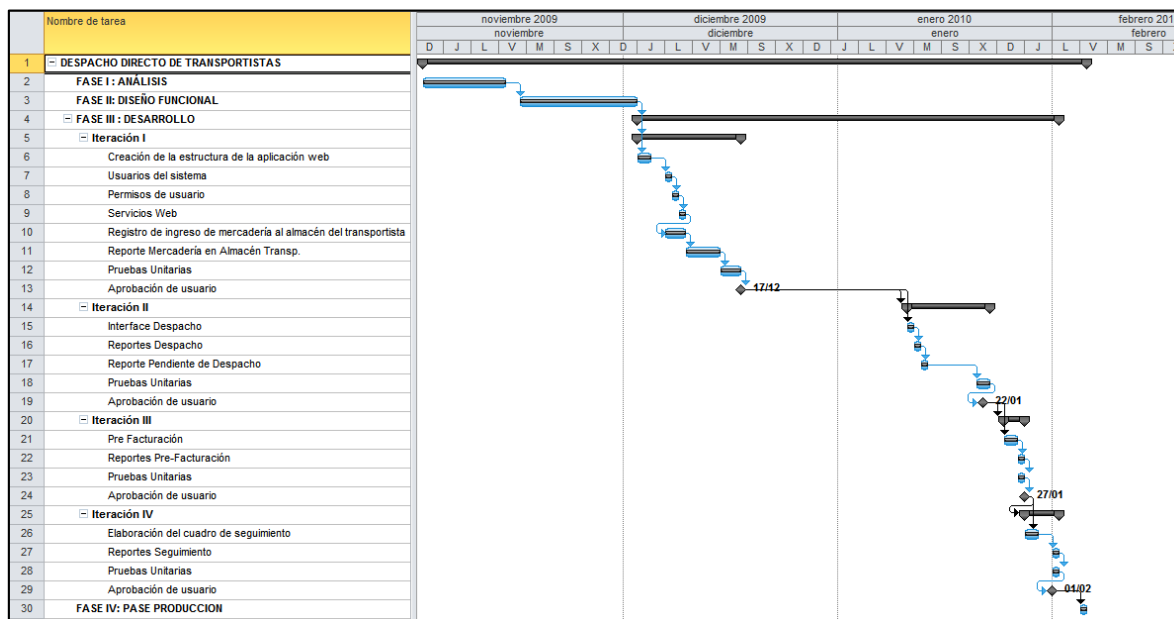 Nombre de tarea
noviembre 2009 diciembre 2009 enero 2010 febrero 201
noviembre diciembre enero febrero
D J L V M S X D J L V M S X D J L V M S X D J L V M S
1 DESPACHO DIRECTO DE TRANSPORTISTAS
2 FASE I : ANÁLISIS
3 FASE II: DISEÑO FUNCIONAL
4 FASE III : DESARROLLO
5 Iteración I
6 Creación de la estructura de la aplicación web
7 Usuarios del sistema
8 Permisos de usuario
9 Servicios Web
10 Registro de ingreso de mercadería al almacén del transportista
11 Reporte Mercadería en Almacén Transp.
12 Pruebas Unitarias
13 Aprobación de usuario 17/12
14 Iteración II
15 Interface Despacho
16 Reportes Despacho
17 Reporte Pendiente de Despacho
18 Pruebas Unitarias
19 Aprobación de usuario 22/01
20 Iteración III
21 Pre Facturación
22 Reportes Pre-Facturación
23 Pruebas Unitarias
24 Aprobación de usuario 27/01
25 Iteración IV
26 Elaboración del cuadro de seguimiento
27 Reportes Seguimiento
28 Pruebas Unitarias
29 Aprobación de usuario 01/02
30 FASE IV: PASE PRODUCCION